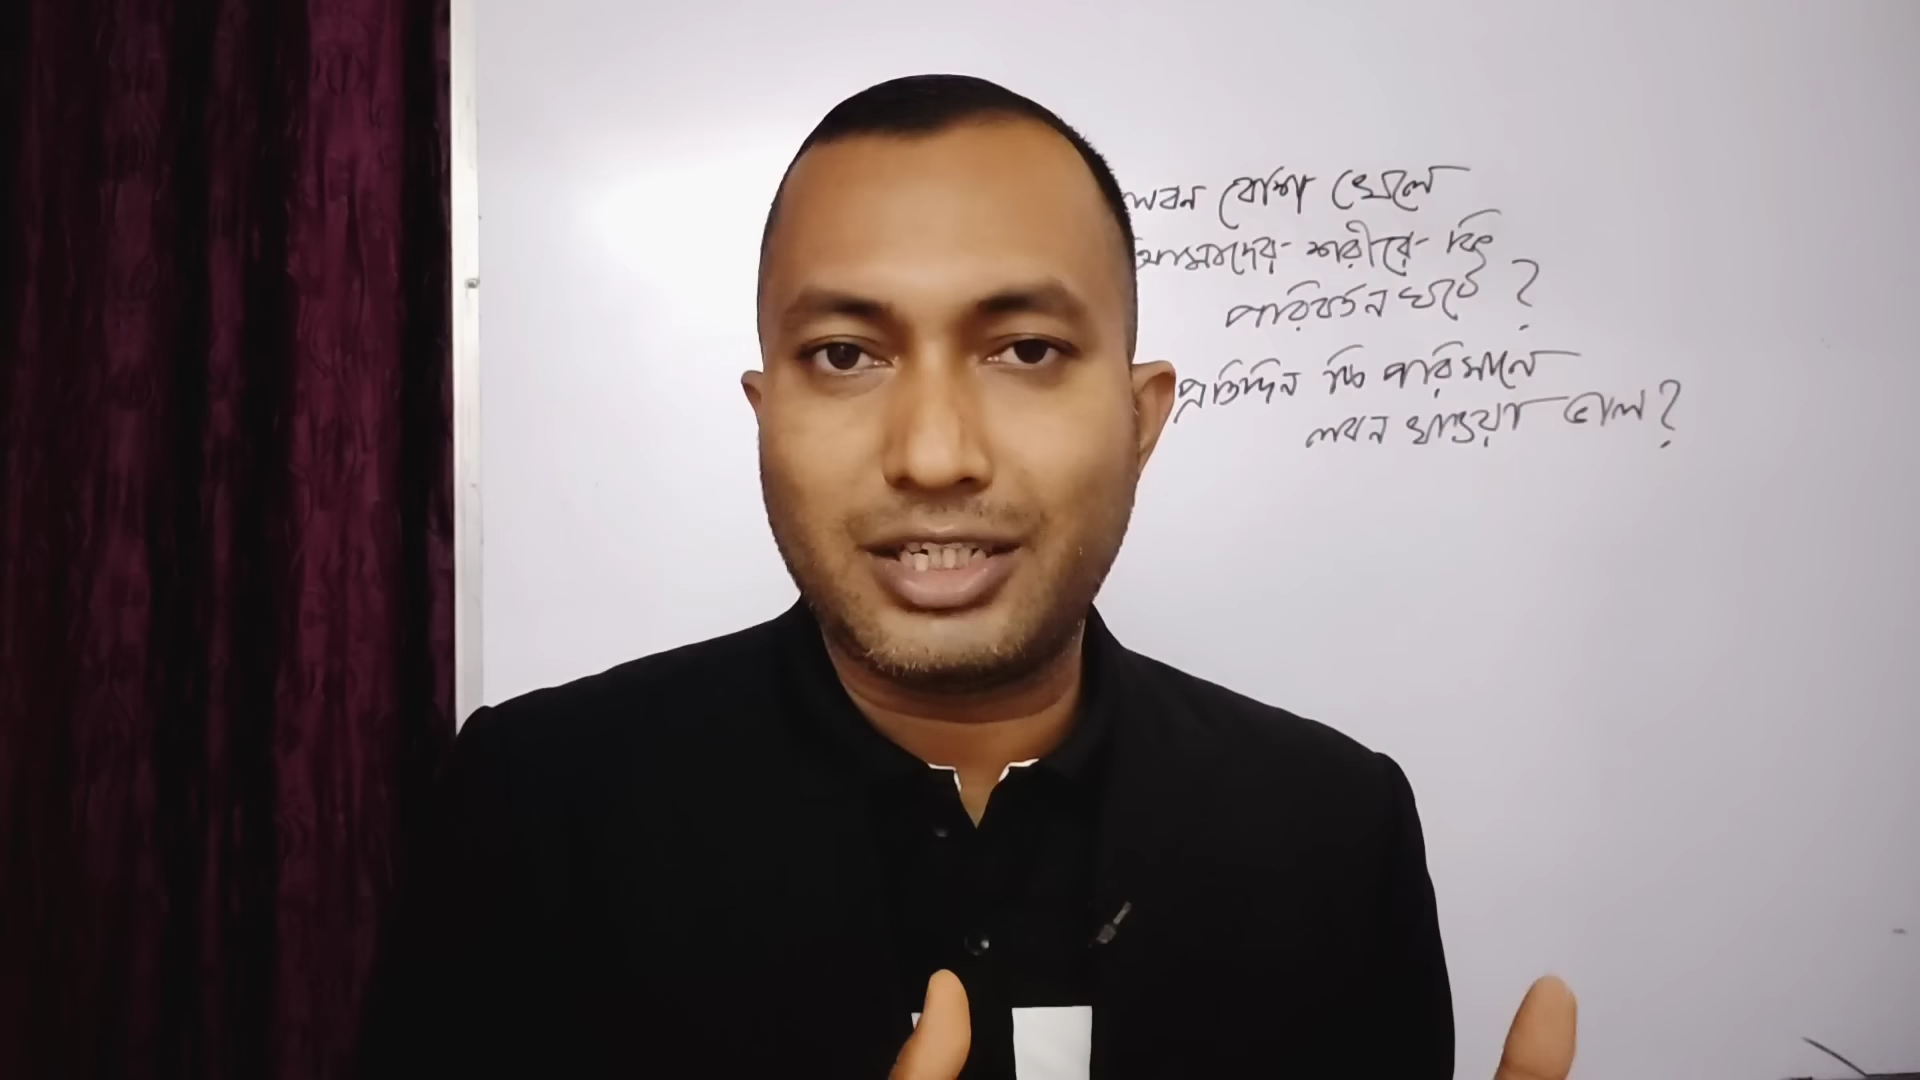 লবন বেশি খেলে
আমাদের শরীরে কি
পরিবর্তন ঘটে ?
প্রতিদিন কি পরিমানে
লবন খাওয়া ভাল ?